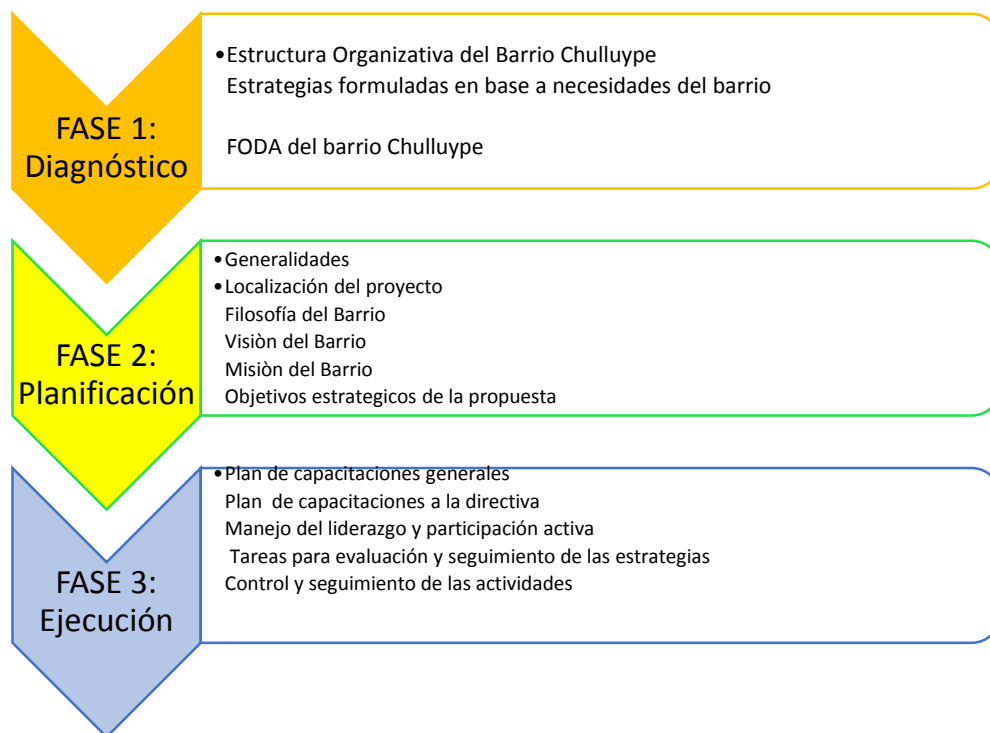 FASE 1:
Diagnóstico
•Estructura Organizativa del Barrio Chulluype
Estrategias formuladas en base a necesidades del barrio
FODA del barrio Chulluype
FASE 2:
Planificación
•Generalidades
•Localización del proyecto
Filosofía del Barrio
Visiòn del Barrio
Misiòn del Barrio
Objetivos estrategicos de la propuesta
FASE 3:
Ejecución
•Plan de capacitaciones generales
Plan de capacitaciones a la directiva
Manejo del liderazgo y participación activa
Tareas para evaluación y seguimiento de las estrategias
Control y seguimiento de las actividades